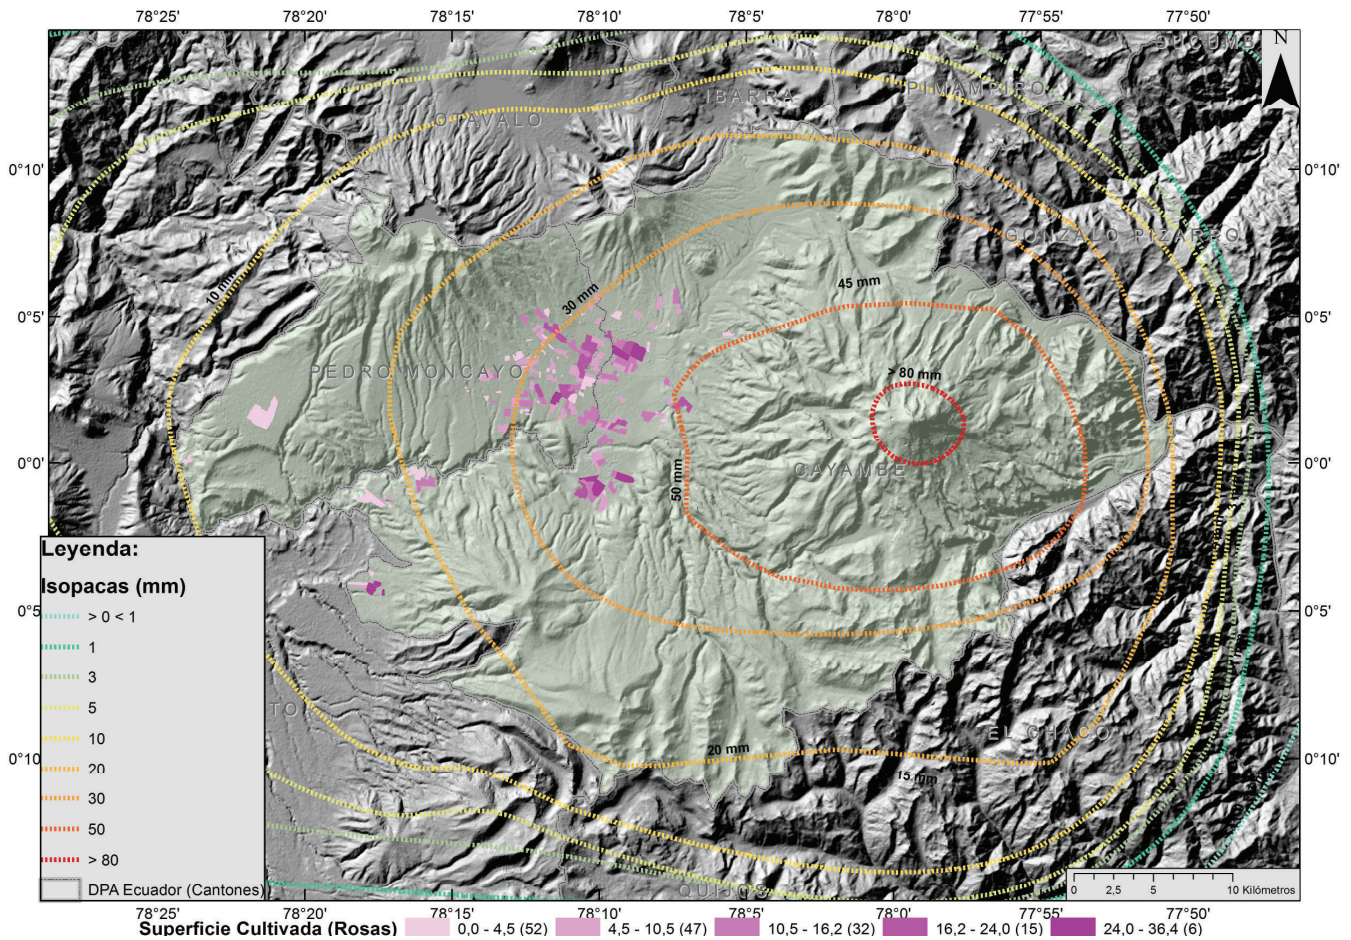 78°25' 78°20' 78°15' 78°10' 78°5' 78°0' 77°55' 77°50'
SUCUMB
N
IBARRA
PIMAMPIRO
OTAVALO
0°10' 0°10'
GONZALO PIZARRO
10 mm
30 mm
45 mm
0°5' 0°5'
PEDRO MONCAYO
> 80 mm
0°0' 0°0'
CAYAMBE
50 mm
Leyenda:
Isopacas (mm)
> 0 < 1
1
3
5
10
20
30
50
> 80
DPA Ecuador (Cantones)
0°5 0°5'
TO
EL CHACO
20 mm
15 mm
0°10 0°10'
QUIJOS
0 2,5 5 10 Kilómetros
78°25' 78°20' 78°15' 78°10' 78°5' 78°0' 77°55' 77°50'
Superficie Cultivada (Rosas) 0,0 - 4,5 (52) 4,5 - 10,5 (47) 10,5 - 16,2 (32) 16,2 - 24,0 (15) 24,0 - 36,4 (6)